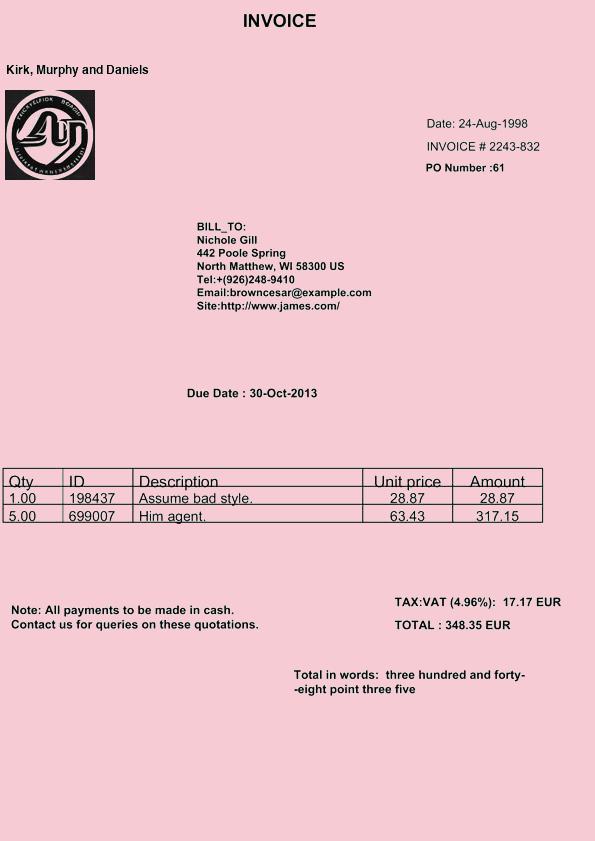 INVOICE
Kirk, Murphy and Daniels
Date: 24-Aug-1998
INVOICE # 2243-832
PO Number :61
BILL_TO:
Nichole Gill
442 Poole Spring
North Matthew, WI 58300 US
Tel:+(926)248-9410
Email:browncesar@example.com
Site:http://www.james.com/
Due Date : 30-Oct-2013
Qty ID Description Unit price Amount
1.00 198437 Assume bad style. 28.87 28.87
5.00 699007 Him agent. 63.43 317.15
TAX:VAT (4.96%): 17.17 EUR
Note: All payments to be made in cash.
Contact us for queries on these quotations.
TOTAL : 348.35 EUR
Total in words: three hundred and forty-
-eight point three five